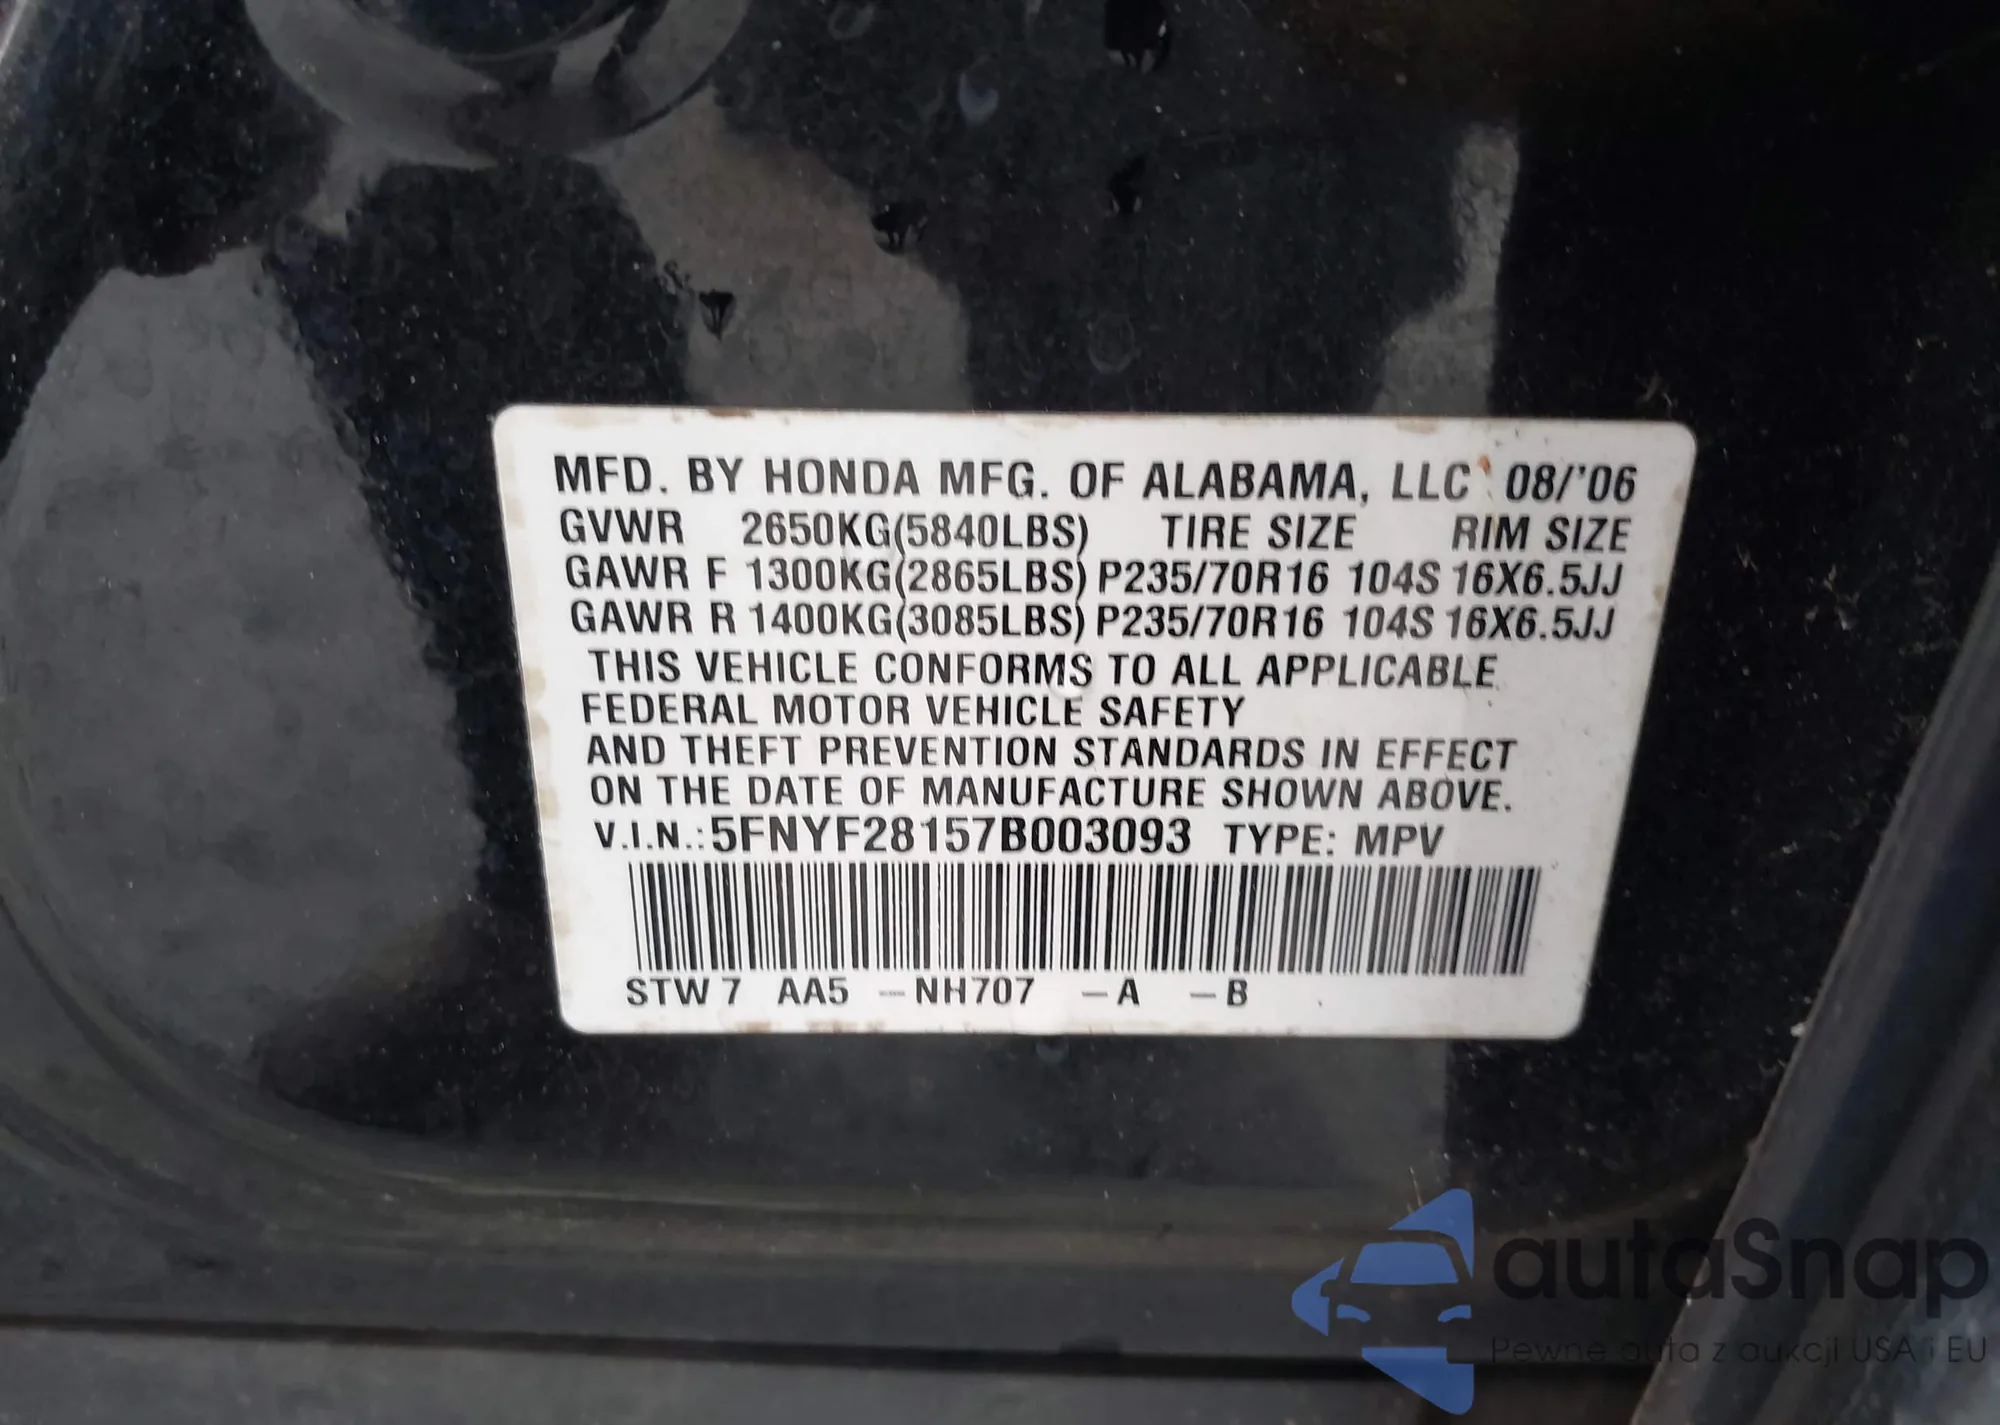 MFD. BY HONDA MFG. OF ALABAMA, LLC 08/'06
GVWR 2650KG(5840LBS) TIRE SIZE RIM SIZE
GAWR F 1300KG(2865LBS) P235/70R16 104S 16X6.5JJ
GAWR R 1400KG(3085LBS) P235/70R16 104S 16X6.5JJ
THIS VEHICLE CONFORMS TO ALL APPLICABLE
FEDERAL MOTOR VEHICLE SAFETY
AND THEFT PREVENTION STANDARDS IN EFFECT
ON THE DATE OF MANUFACTURE SHOWN ABOVE.
V.I.N.: 5FNYF28157B003093 TYPE: MPV
STW 7 AA5 -NH707 -A -B
autaSnap
Pewne auta z aukcji USA i EU